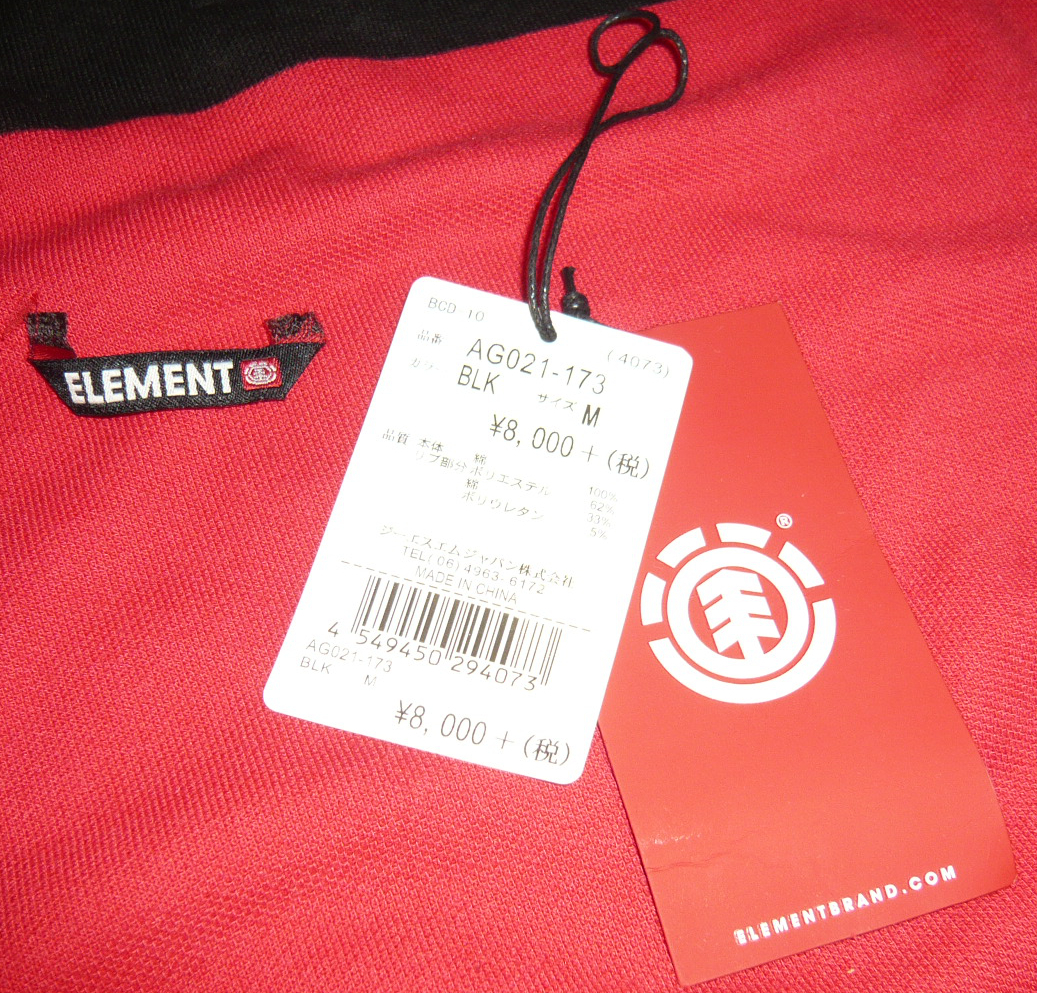 ELEMENT
BCD 10
(4073)
品番 AG021-173
カラー BLK サイズ M
¥8,000+(税)
品質 本体 綿 100%
リブ部分 ポリエステル 62%
綿 33%
ポリウレタン 5%
ジーエスエムジャパン株式会社
TEL(06)4963-6172
MADE IN CHINA
4 549450 294073
AG021-173
BLK M
¥8,000+(税)
®
ELEMENTBRAND.COM